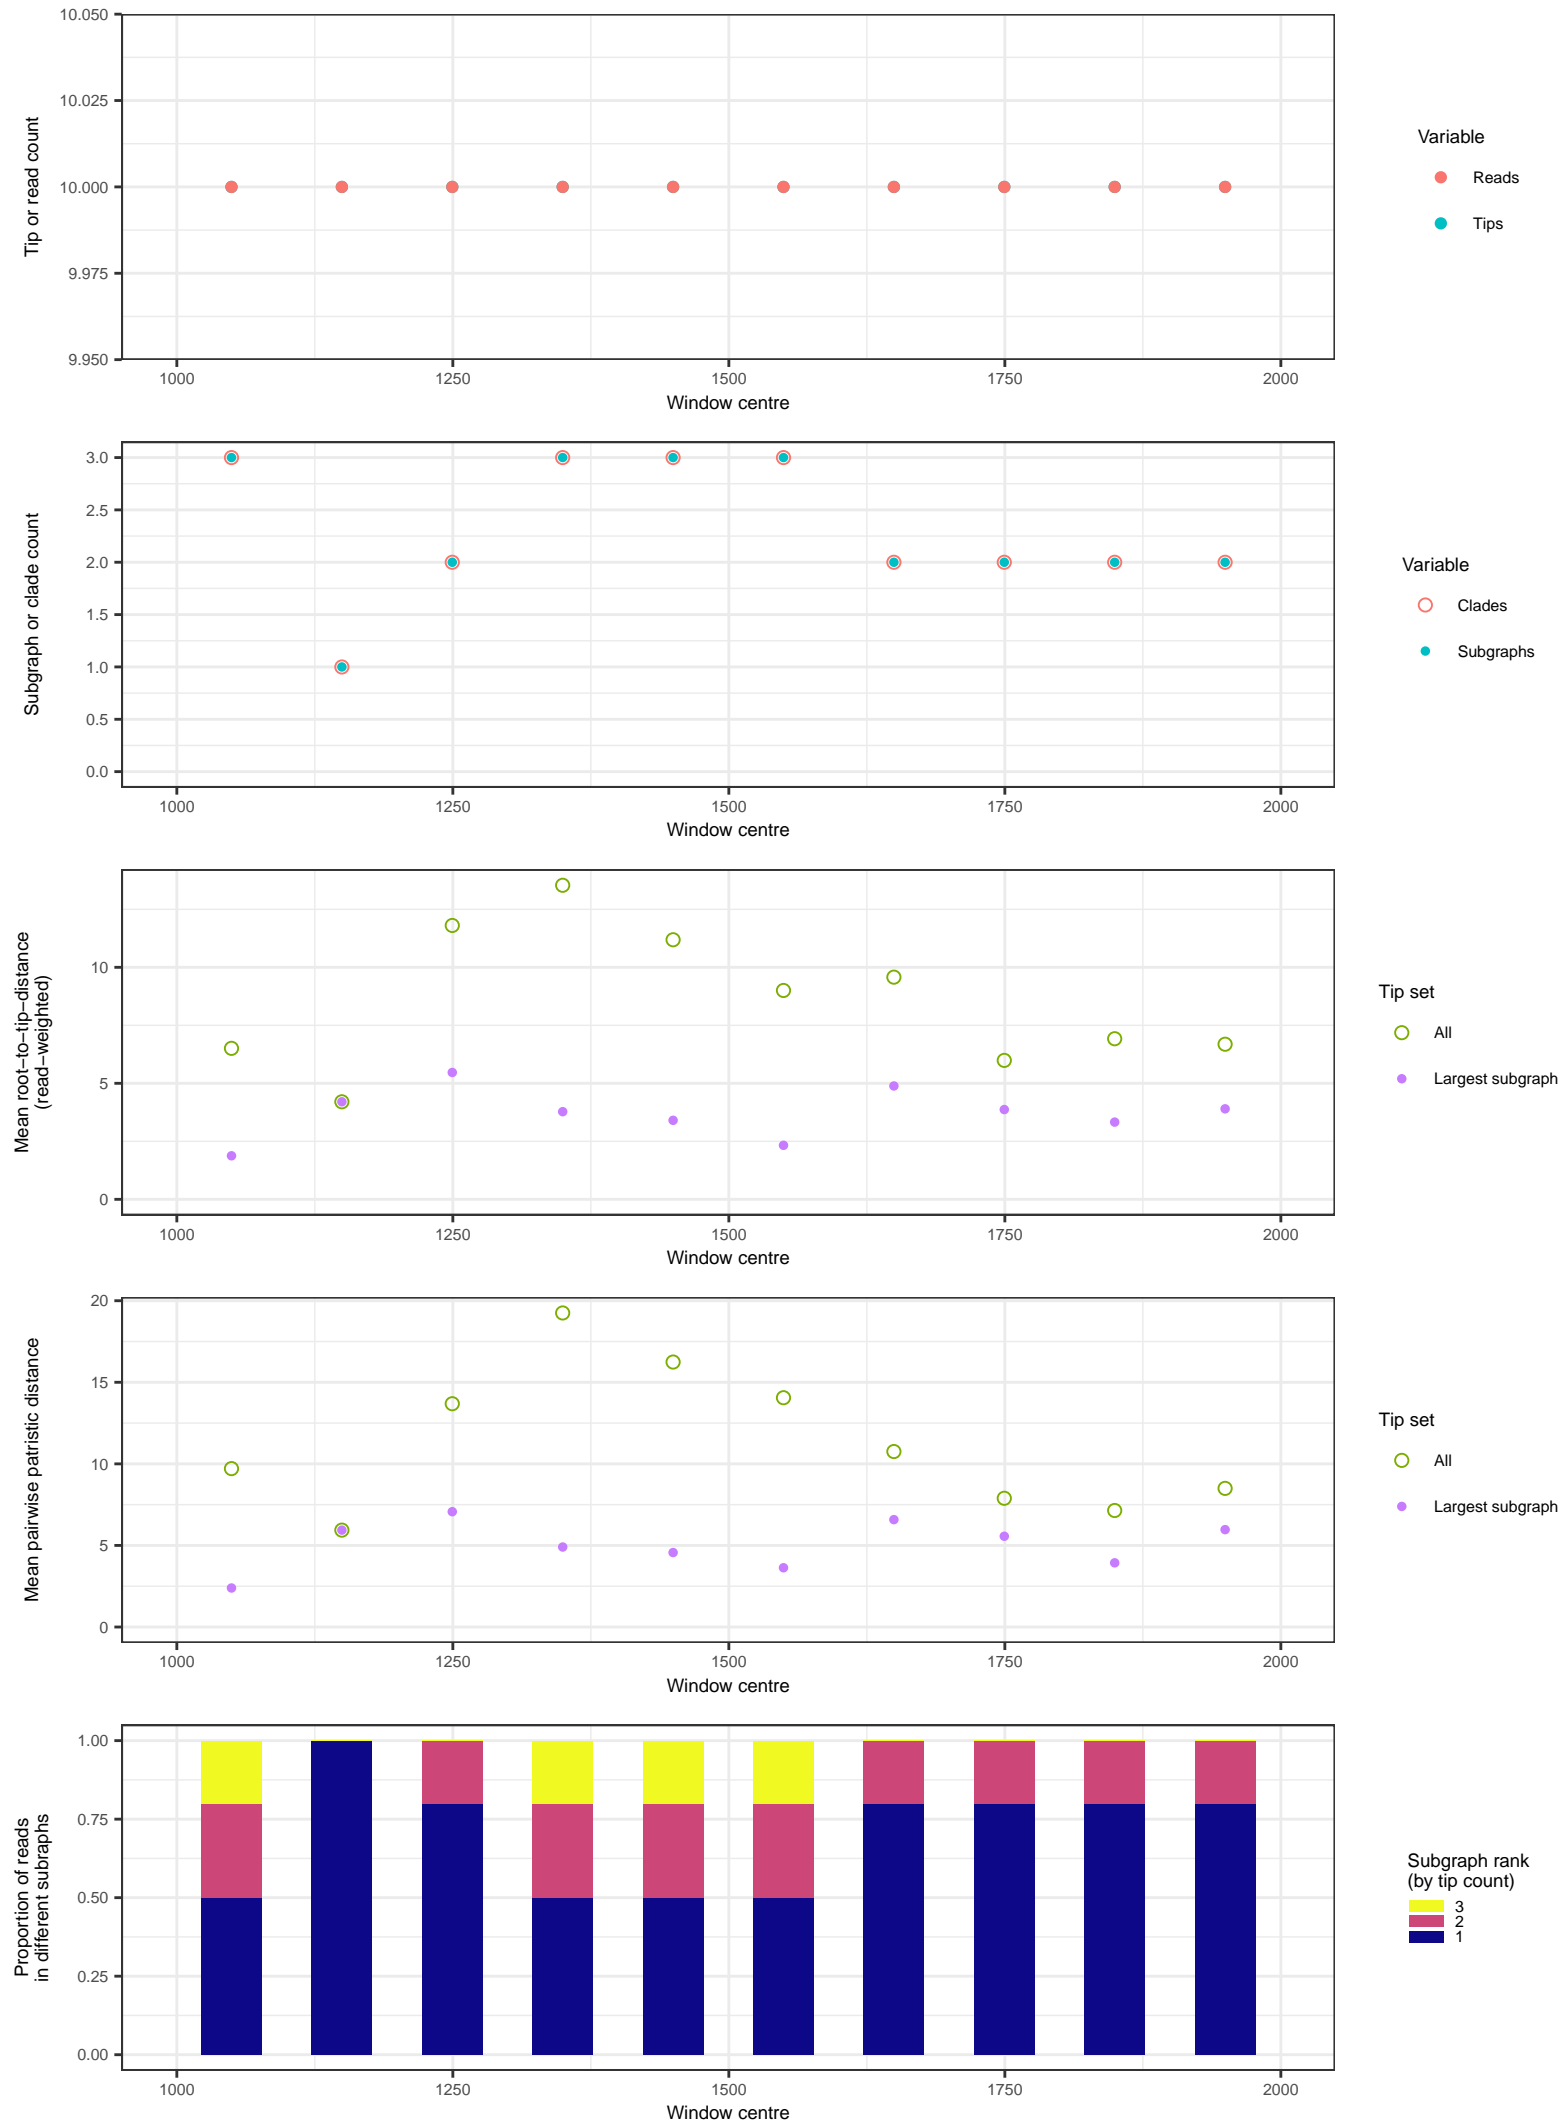 10.050
10.025
10.000
9.975
9.950
Tip or read count
1000 1250 1500 1750 2000
Window centre
Variable
Reads
Tips
3.0
2.5
2.0
1.5
1.0
0.5
0.0
Subgraph or clade count
1000 1250 1500 1750 2000
Window centre
Variable
Clades
Subgraphs
10
5
0
Mean root−to−tip−distance
(read−weighted)
1000 1250 1500 1750 2000
Window centre
Tip set
All
Largest subgraph
20
15
10
5
0
Mean pairwise patristic distance
1000 1250 1500 1750 2000
Window centre
Tip set
All
Largest subgraph
1.00
0.75
0.50
0.25
0.00
Proportion of reads
in different subraphs
1000 1250 1500 1750 2000
Window centre
Subgraph rank
(by tip count)
3
2
1